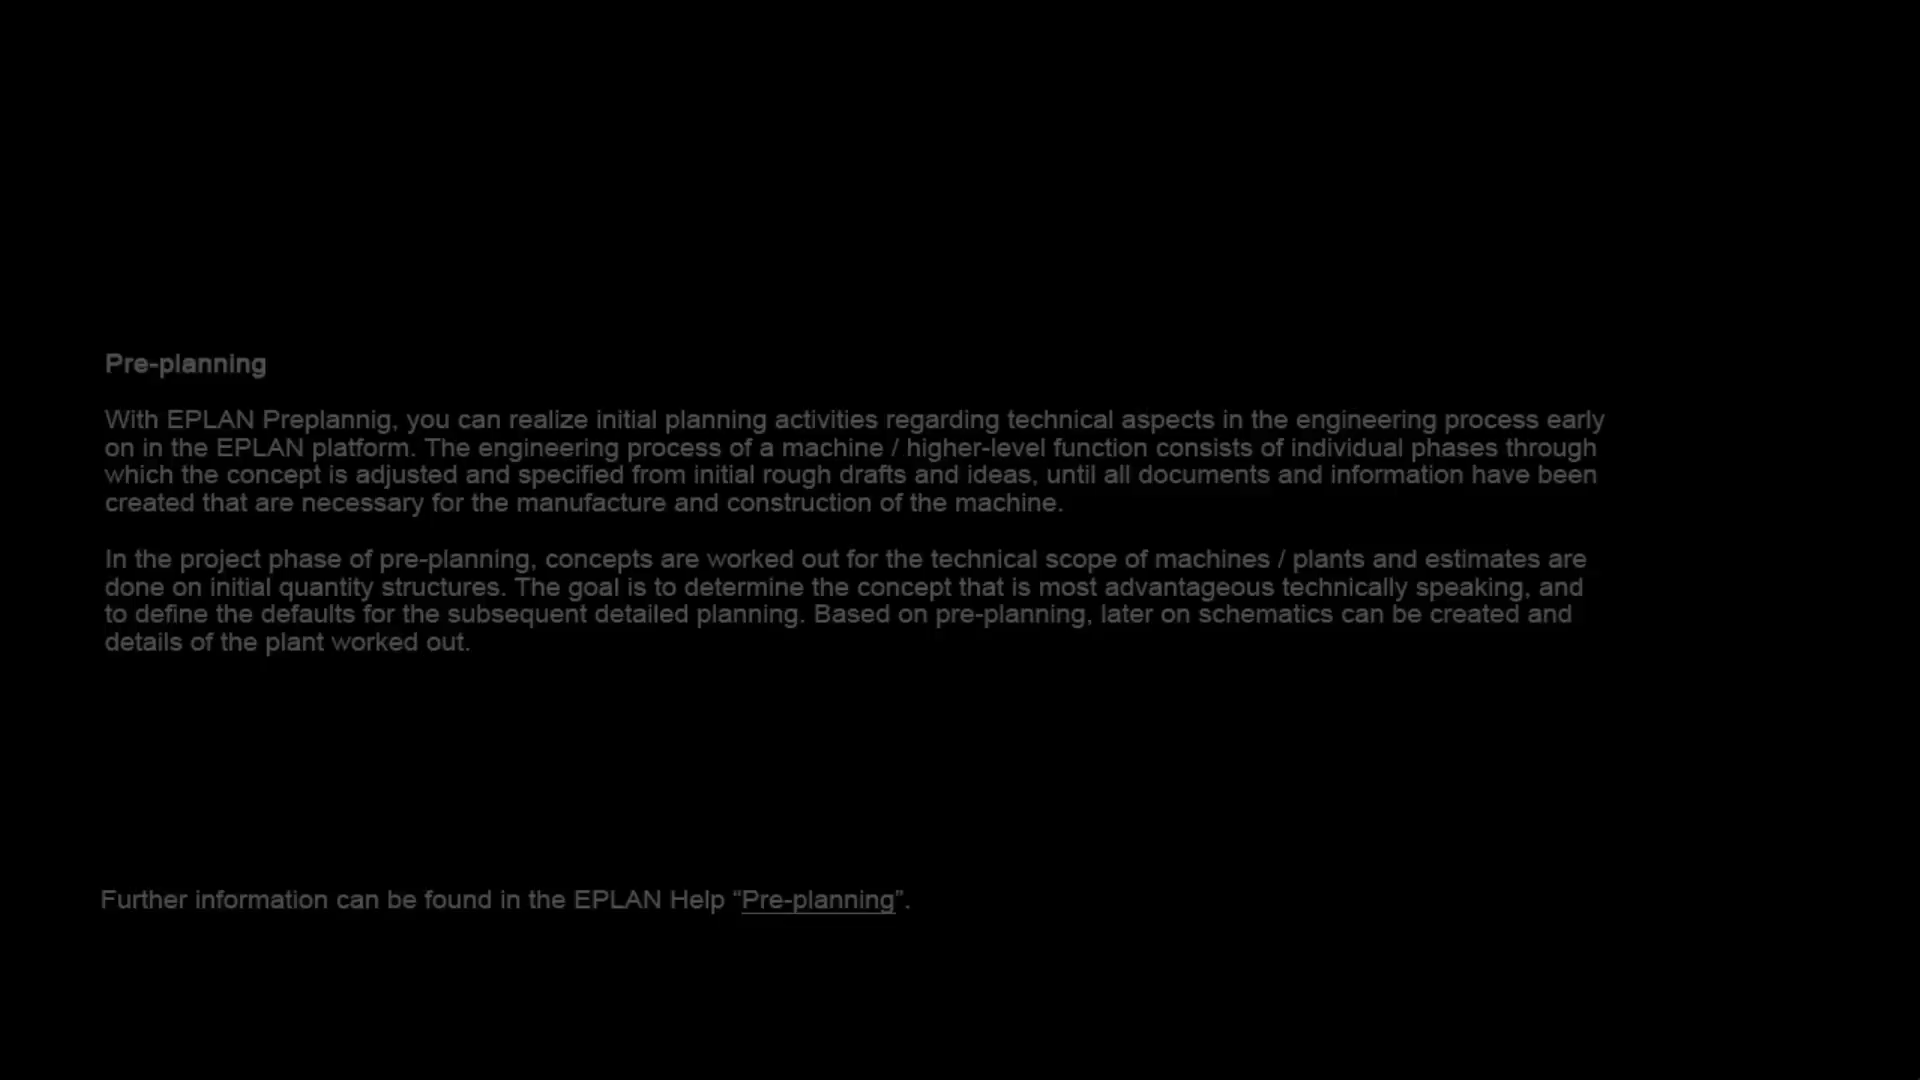 Pre-planning
With EPLAN Preplannig, you can realize initial planning activities regarding technical aspects in the engineering process early
on in the EPLAN platform. The engineering process of a machine / higher-level function consists of individual phases through
which the concept is adjusted and specified from initial rough drafts and ideas, until all documents and information have been
created that are necessary for the manufacture and construction of the machine.
In the project phase of pre-planning, concepts are worked out for the technical scope of machines / plants and estimates are
done on initial quantity structures. The goal is to determine the concept that is most advantageous technically speaking, and
to define the defaults for the subsequent detailed planning. Based on pre-planning, later on schematics can be created and
details of the plant worked out.
Further information can be found in the EPLAN Help “Pre-planning”.